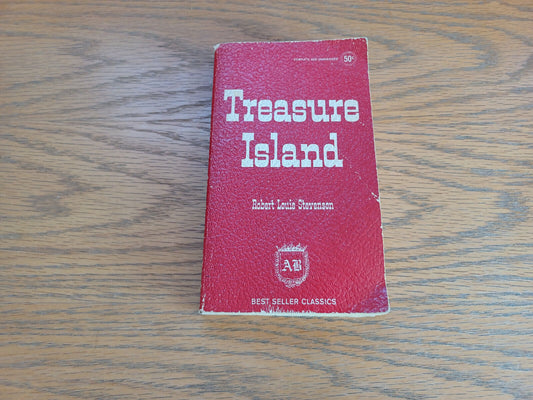 COMPLETE AND UNABRIDGED 50¢
Treasure
Island
Robert Louis Stevenson
AB
BEST SELLER CLASSICS